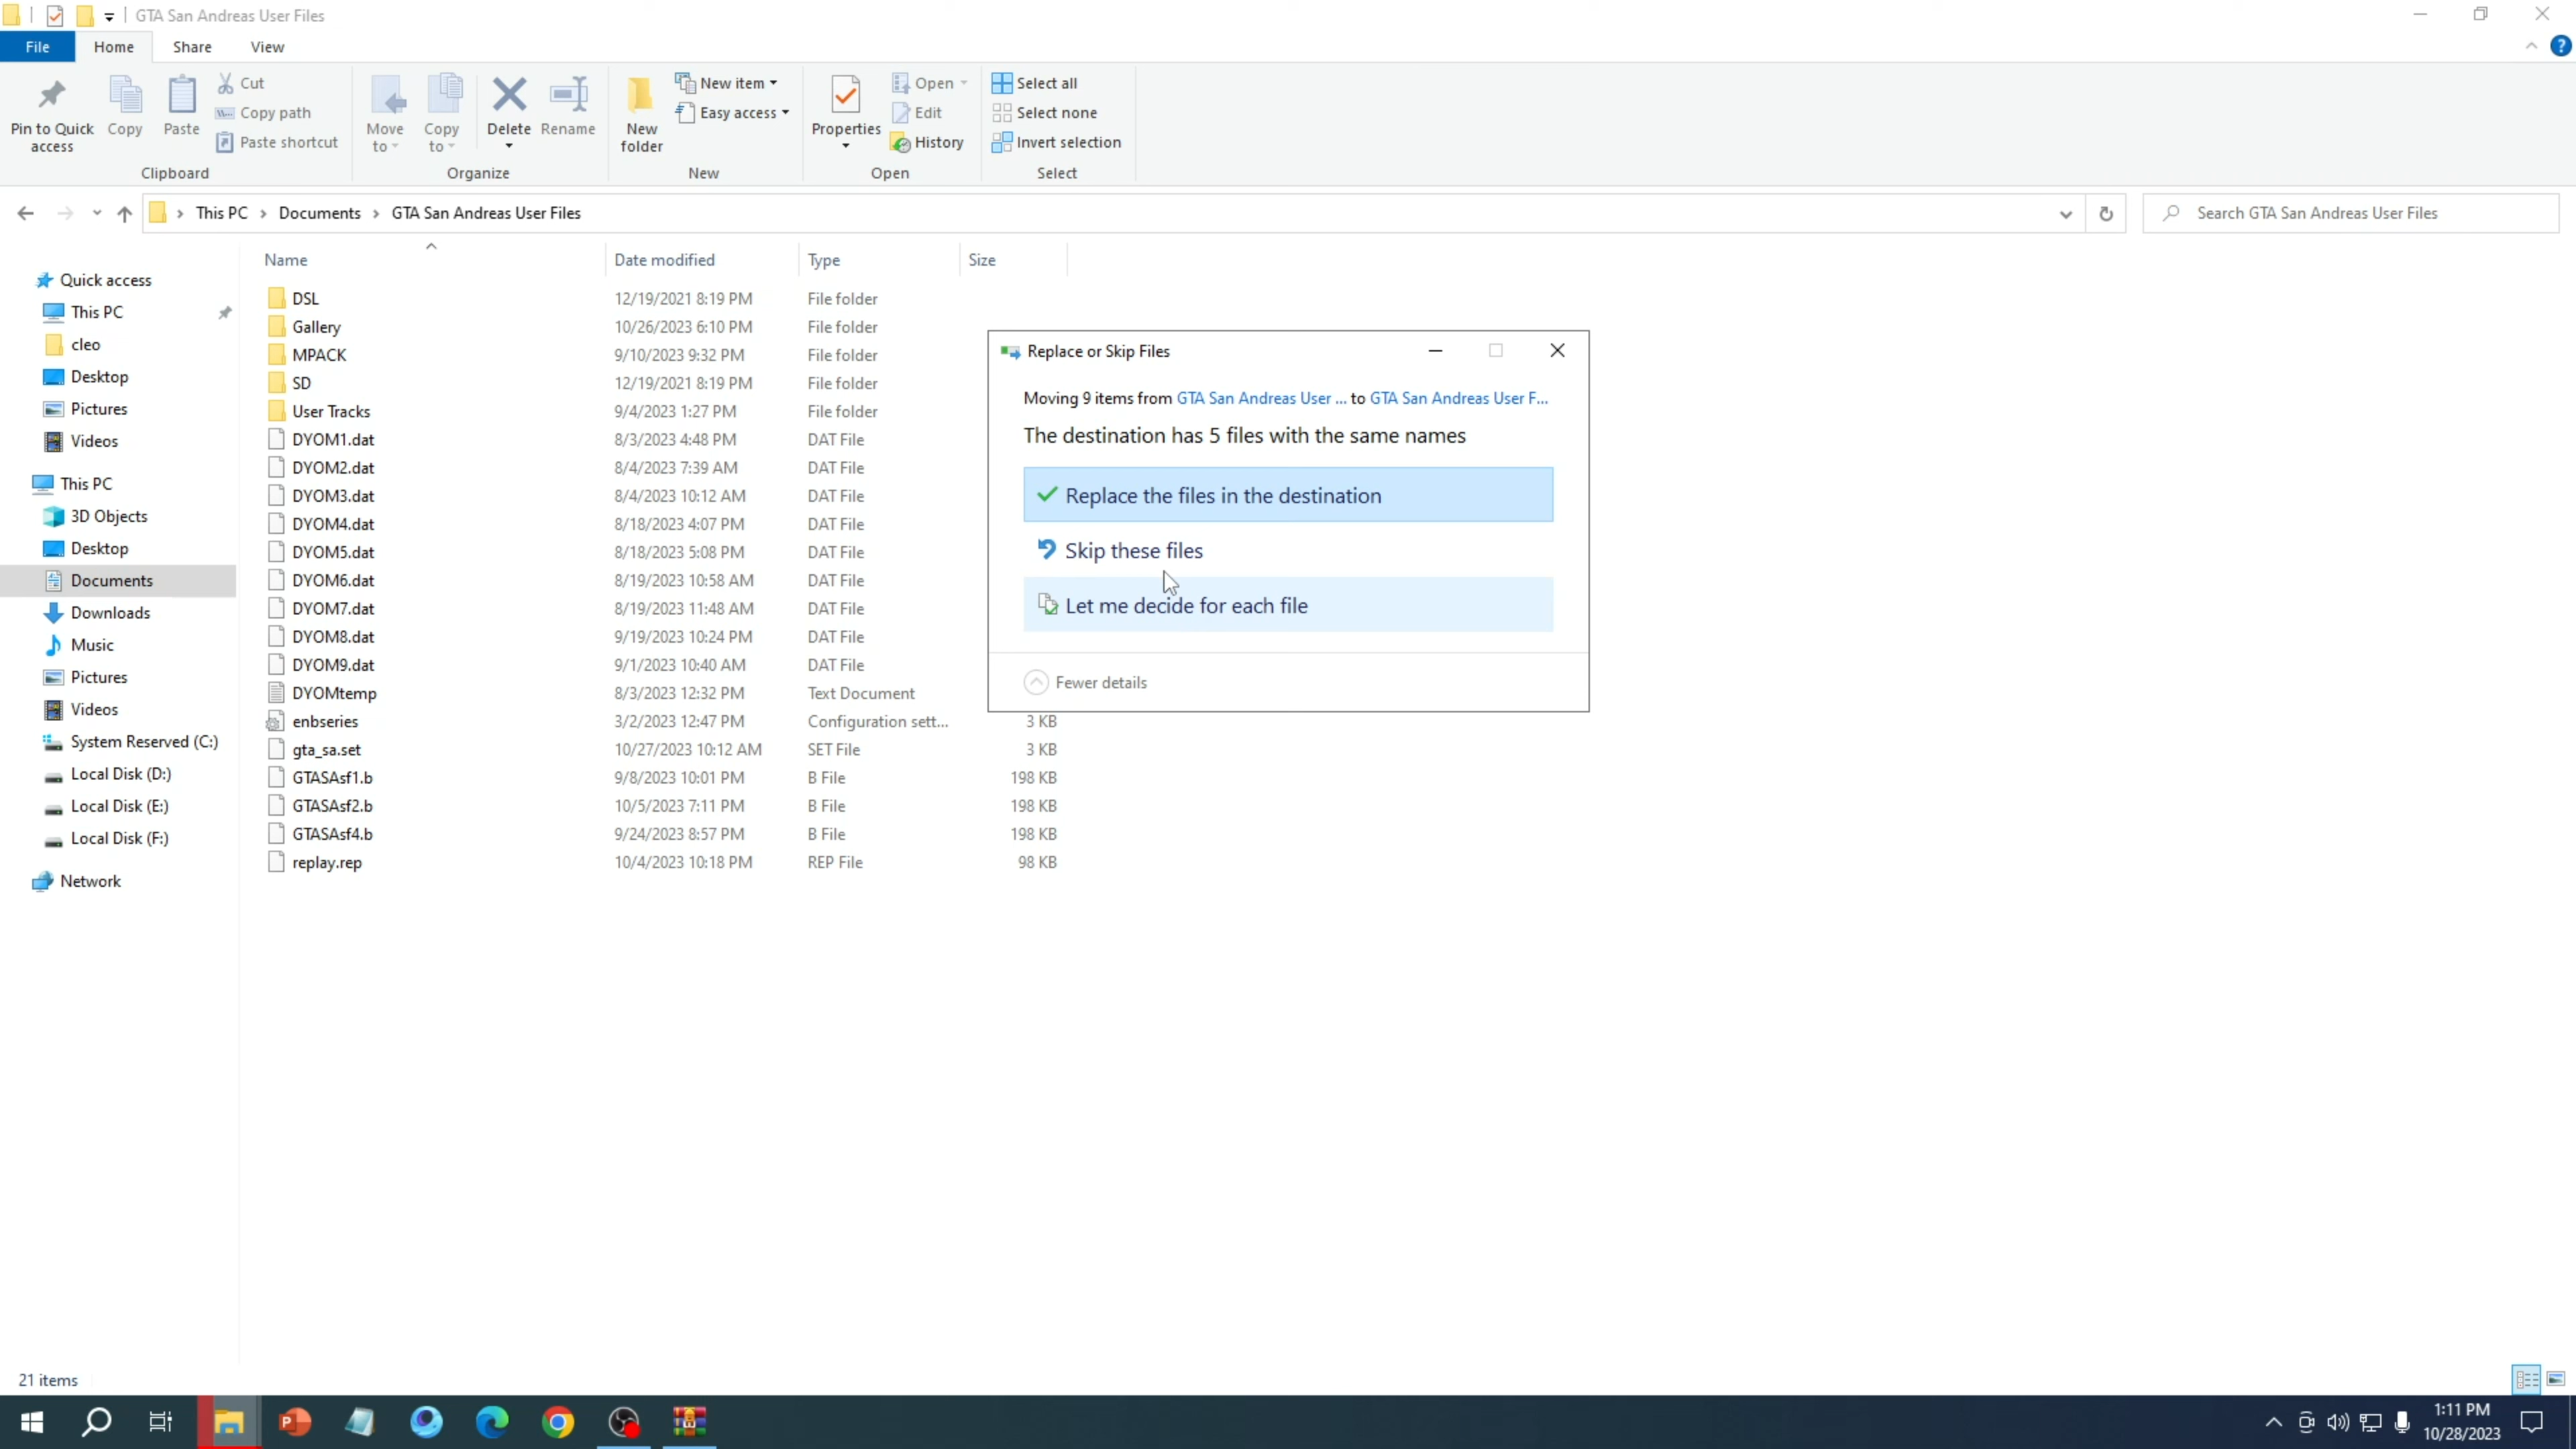 GTA San Andreas User Files
File
Home
Share
View
Pin to Quick access
Copy
Paste
Cut
Copy path
Paste shortcut
Clipboard
Move to
Copy to
Delete
Rename
Organize
New folder
New item
Easy access
New
Properties
Open
Edit
History
Open
Select all
Select none
Invert selection
Select
This PC > Documents > GTA San Andreas User Files
Search GTA San Andreas User Files
Quick access
This PC
cleo
Desktop
Pictures
Videos
This PC
3D Objects
Desktop
Documents
Downloads
Music
Pictures
Videos
System Reserved (C:)
Local Disk (D:)
Local Disk (E:)
Local Disk (F:)
Network
Name Date modified Type Size
DSL 12/19/2021 8:19 PM File folder
Gallery 10/26/2023 6:10 PM File folder
MPACK 9/10/2023 9:32 PM File folder
SD 12/19/2021 8:19 PM File folder
User Tracks 9/4/2023 1:27 PM File folder
DYOM1.dat 8/3/2023 4:48 PM DAT File
DYOM2.dat 8/4/2023 7:39 AM DAT File
DYOM3.dat 8/4/2023 10:12 AM DAT File
DYOM4.dat 8/18/2023 4:07 PM DAT File
DYOM5.dat 8/18/2023 5:08 PM DAT File
DYOM6.dat 8/19/2023 10:58 AM DAT File
DYOM7.dat 8/19/2023 11:48 AM DAT File
DYOM8.dat 9/19/2023 10:24 PM DAT File
DYOM9.dat 9/1/2023 10:40 AM DAT File
DYOMtemp 8/3/2023 12:32 PM Text Document
enbseries 3/2/2023 12:47 PM Configuration sett... 3 KB
gta_sa.set 10/27/2023 10:12 AM SET File 3 KB
GTASAsf1.b 9/8/2023 10:01 PM B File 198 KB
GTASAsf2.b 10/5/2023 7:11 PM B File 198 KB
GTASAsf4.b 9/24/2023 8:57 PM B File 198 KB
replay.rep 10/4/2023 10:18 PM REP File 98 KB
Replace or Skip Files
Moving 9 items from GTA San Andreas User ... to GTA San Andreas User F...
The destination has 5 files with the same names
Replace the files in the destination
Skip these files
Let me decide for each file
Fewer details
21 items
1:11 PM
10/28/2023